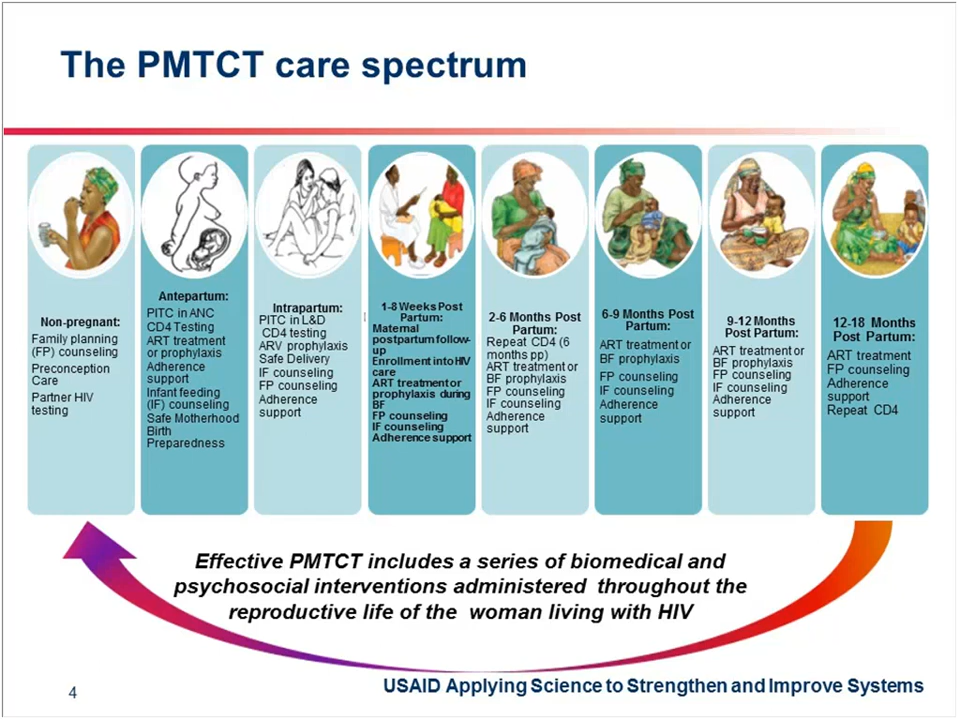 The PMTCT care spectrum
Non-pregnant:
Family planning
(FP) counseling
Preconception
Care
Partner HIV
testing
Antepartum:
PITC in ANC
CD4 Testing
ART treatment
or prophylaxis
Adherence
support
Infant feeding
(IF) counseling
Safe Motherhood
Birth
Preparedness
Intrapartum:
PITC in L&D
CD4 testing
ARV prophylaxis
Safe Delivery
IF counseling
FP counseling
Adherence
support
1-8 Weeks Post
Partum:
Maternal
postpartum follow-
up
Enrollment into HIV
care
ART treatment or
prophylaxis during
BF
FP counseling
IF counseling
Adherence support
2-6 Months Post
Partum:
Repeat CD4 (6
months pp)
ART treatment or
BF prophylaxis
FP counseling
IF counseling
Adherence
support
6-9 Months Post
Partum:
ART treatment or
BF prophylaxis
FP counseling
IF counseling
Adherence
support
9-12 Months
Post Partum:
ART treatment or
BF prophylaxis
FP counseling
IF counseling
Adherence
support
12-18 Months
Post Partum:
ART treatment
FP counseling
Adherence
support
Repeat CD4
Effective PMTCT includes a series of biomedical and
psychosocial interventions administered throughout the
reproductive life of the woman living with HIV
4
USAID Applying Science to Strengthen and Improve Systems